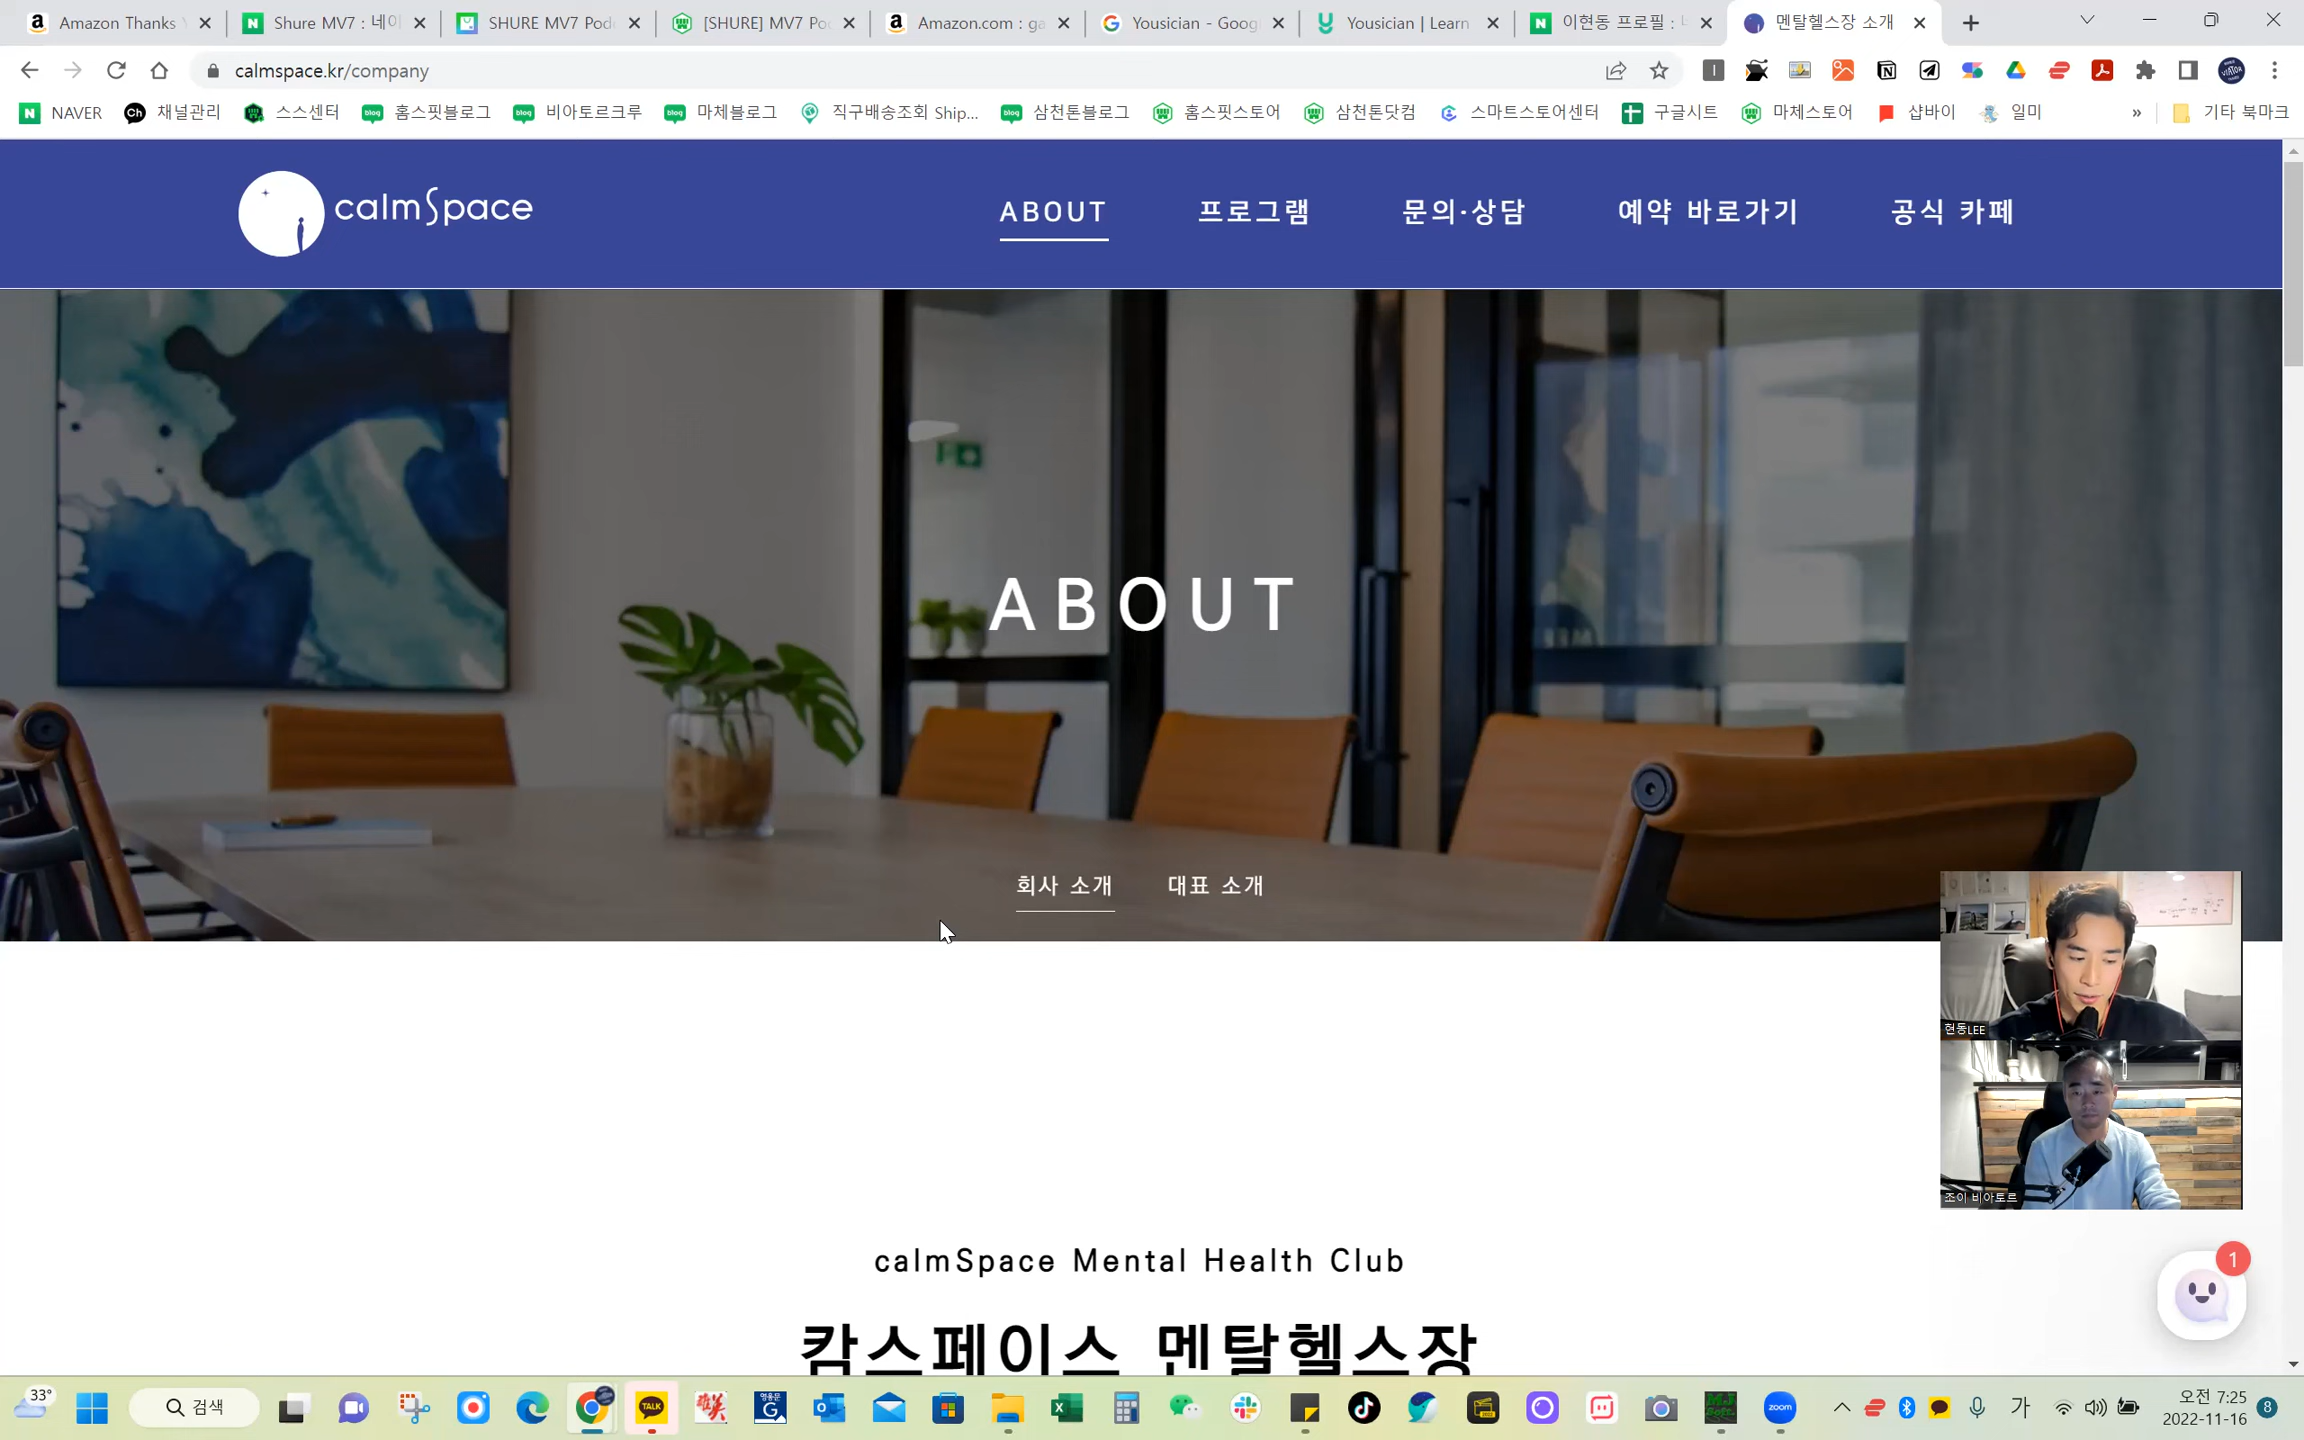 Amazon Thanks
Shure MV7 : 네이
SHURE MV7 Pod
[SHURE] MV7 Po
Amazon.com : ga
Yousician - Goog
Yousician | Learn
이현동 프로필 :
멘탈헬스장 소개
calmspace.kr/company
NAVER
채널관리
스스센터
홈스핏블로그
비아토르크루
마체블로그
직구배송조회 Ship...
삼천톤블로그
홈스핏스토어
삼천톤닷컴
스마트스토어센터
구글시트
마체스토어
샵바이
일미
»
기타 북마크
calmSpace
ABOUT
프로그램
문의·상담
예약 바로가기
공식 카페
ABOUT
회사 소개
대표 소개
현동LEE
조이 비아토르
calmSpace Mental Health Club
캄스페이스 멘탈헬스장
1
33°
검색
TALK
zoom
가
오전 7:25
2022-11-16
8